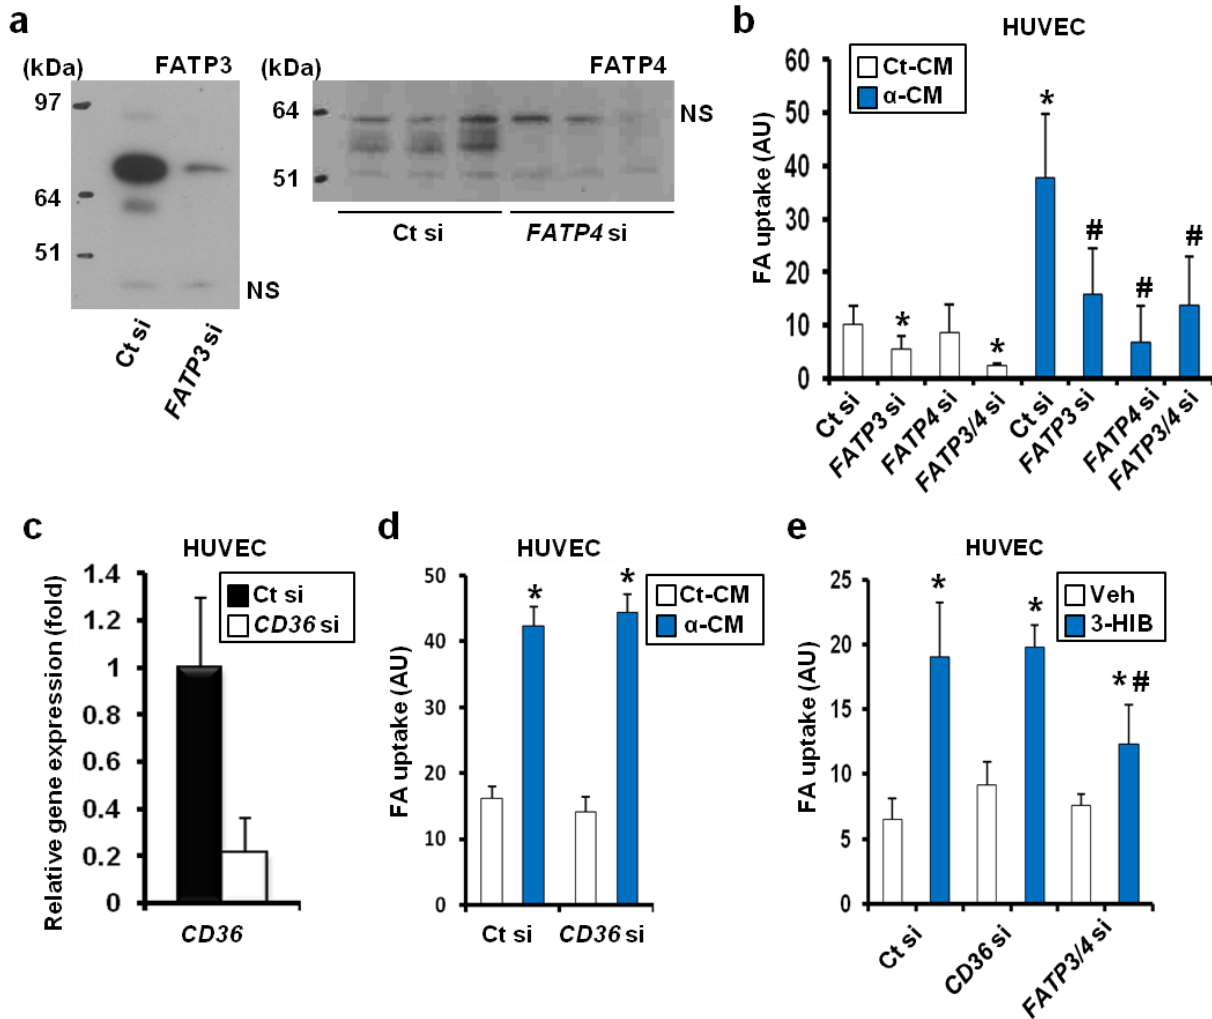 a
(kDa)
FATP3
97
64
51
NS
Ct si
FATP3 si
(kDa)
FATP4
64
51
NS
Ct si
FATP4 si
b
HUVEC
Ct-CM
α-CM
FA uptake (AU)
60
50
40
30
20
10
0
*
*
*
#
#
#
Ct si
FATP3 si
FATP4 si
FATP3/4 si
Ct si
FATP3 si
FATP4 si
FATP3/4 si
c
HUVEC
Ct si
CD36 si
Relative gene expression (fold)
1.4
1.2
1
0.8
0.6
0.4
0.2
0
CD36
d
HUVEC
Ct-CM
α-CM
FA uptake (AU)
50
40
30
20
10
0
*
*
Ct si
CD36 si
e
HUVEC
Veh
3-HIB
FA uptake (AU)
25
20
15
10
5
0
*
*
*#
Ct si
CD36 si
FATP3/4 si